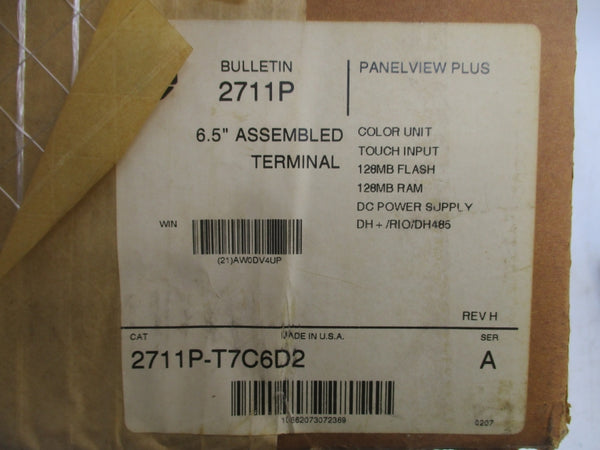 BULLETIN
2711P
PANELVIEW PLUS
6.5" ASSEMBLED
TERMINAL
COLOR UNIT
TOUCH INPUT
128MB FLASH
128MB RAM
DC POWER SUPPLY
DH+/RIO/DH485
WIN
(21)AW0DV4UP
REV H
CAT
MADE IN U.S.A.
SER
2711P-T7C6D2
A
10662073072369
0207